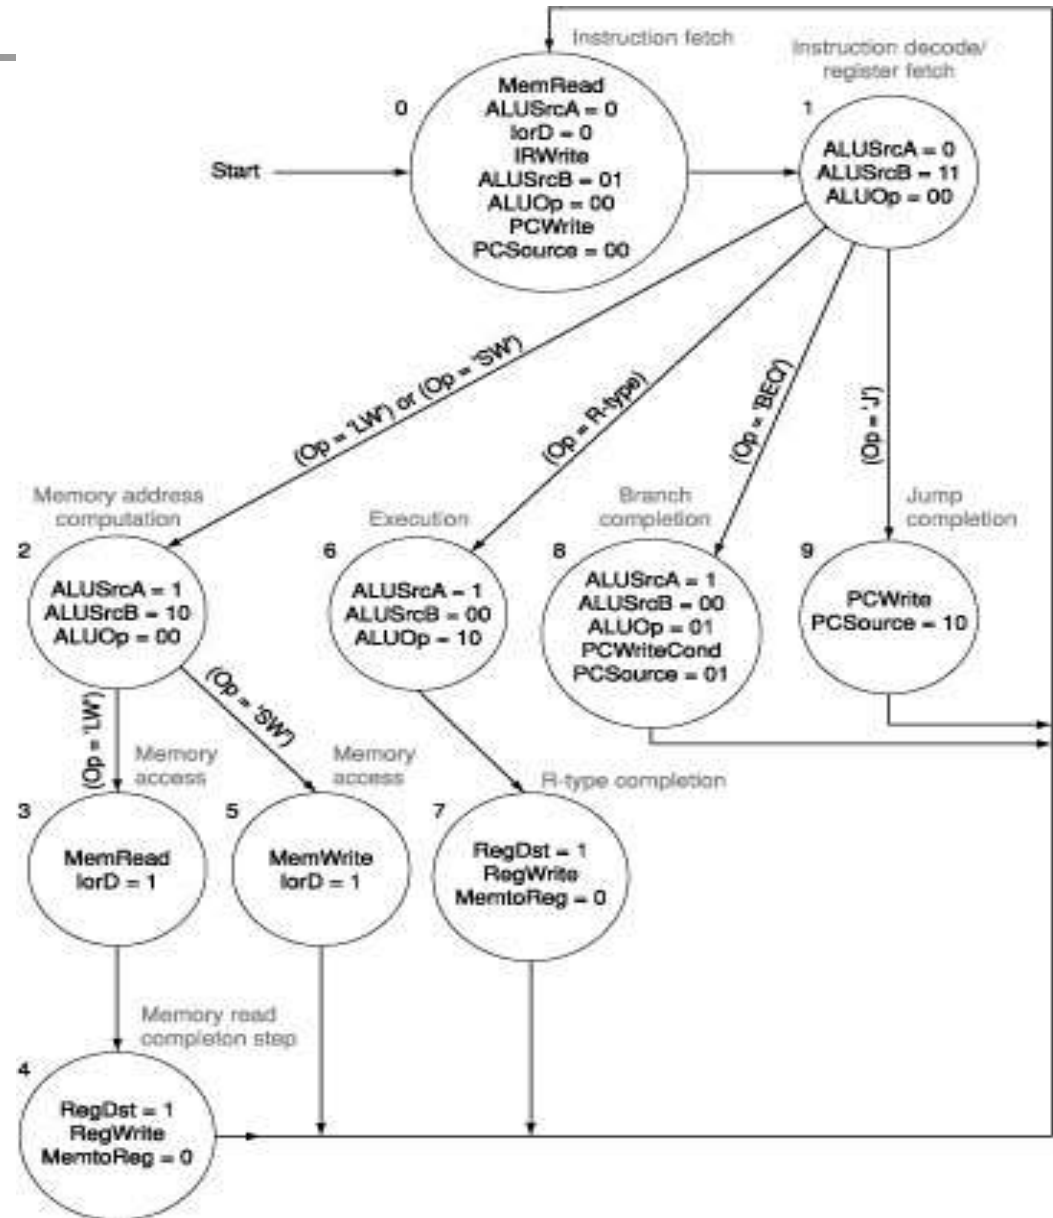 Instruction fetch
0
MemRead
ALUSrcA = 0
IorD = 0
IRWrite
ALUSrcB = 01
ALUOp = 00
PCWrite
PCSource = 00
Start
Instruction decode/
register fetch
1
ALUSrcA = 0
ALUSrcB = 11
ALUOp = 00
(Op = 'LW') or (Op = 'SW')
(Op = R-type)
(Op = 'BEQ')
(Op = 'J')
Memory address
computation
2
ALUSrcA = 1
ALUSrcB = 10
ALUOp = 00
Execution
6
ALUSrcA = 1
ALUSrcB = 00
ALUOp = 10
Branch
completion
8
ALUSrcA = 1
ALUSrcB = 00
ALUOp = 01
PCWriteCond
PCSource = 01
Jump
completion
9
PCWrite
PCSource = 10
(Op = 'LW')
(Op = 'SW')
Memory
access
3
MemRead
IorD = 1
Memory
access
5
MemWrite
IorD = 1
R-type completion
7
RegDst = 1
RegWrite
MemtoReg = 0
Memory read
completon step
4
RegDst = 1
RegWrite
MemtoReg = 0